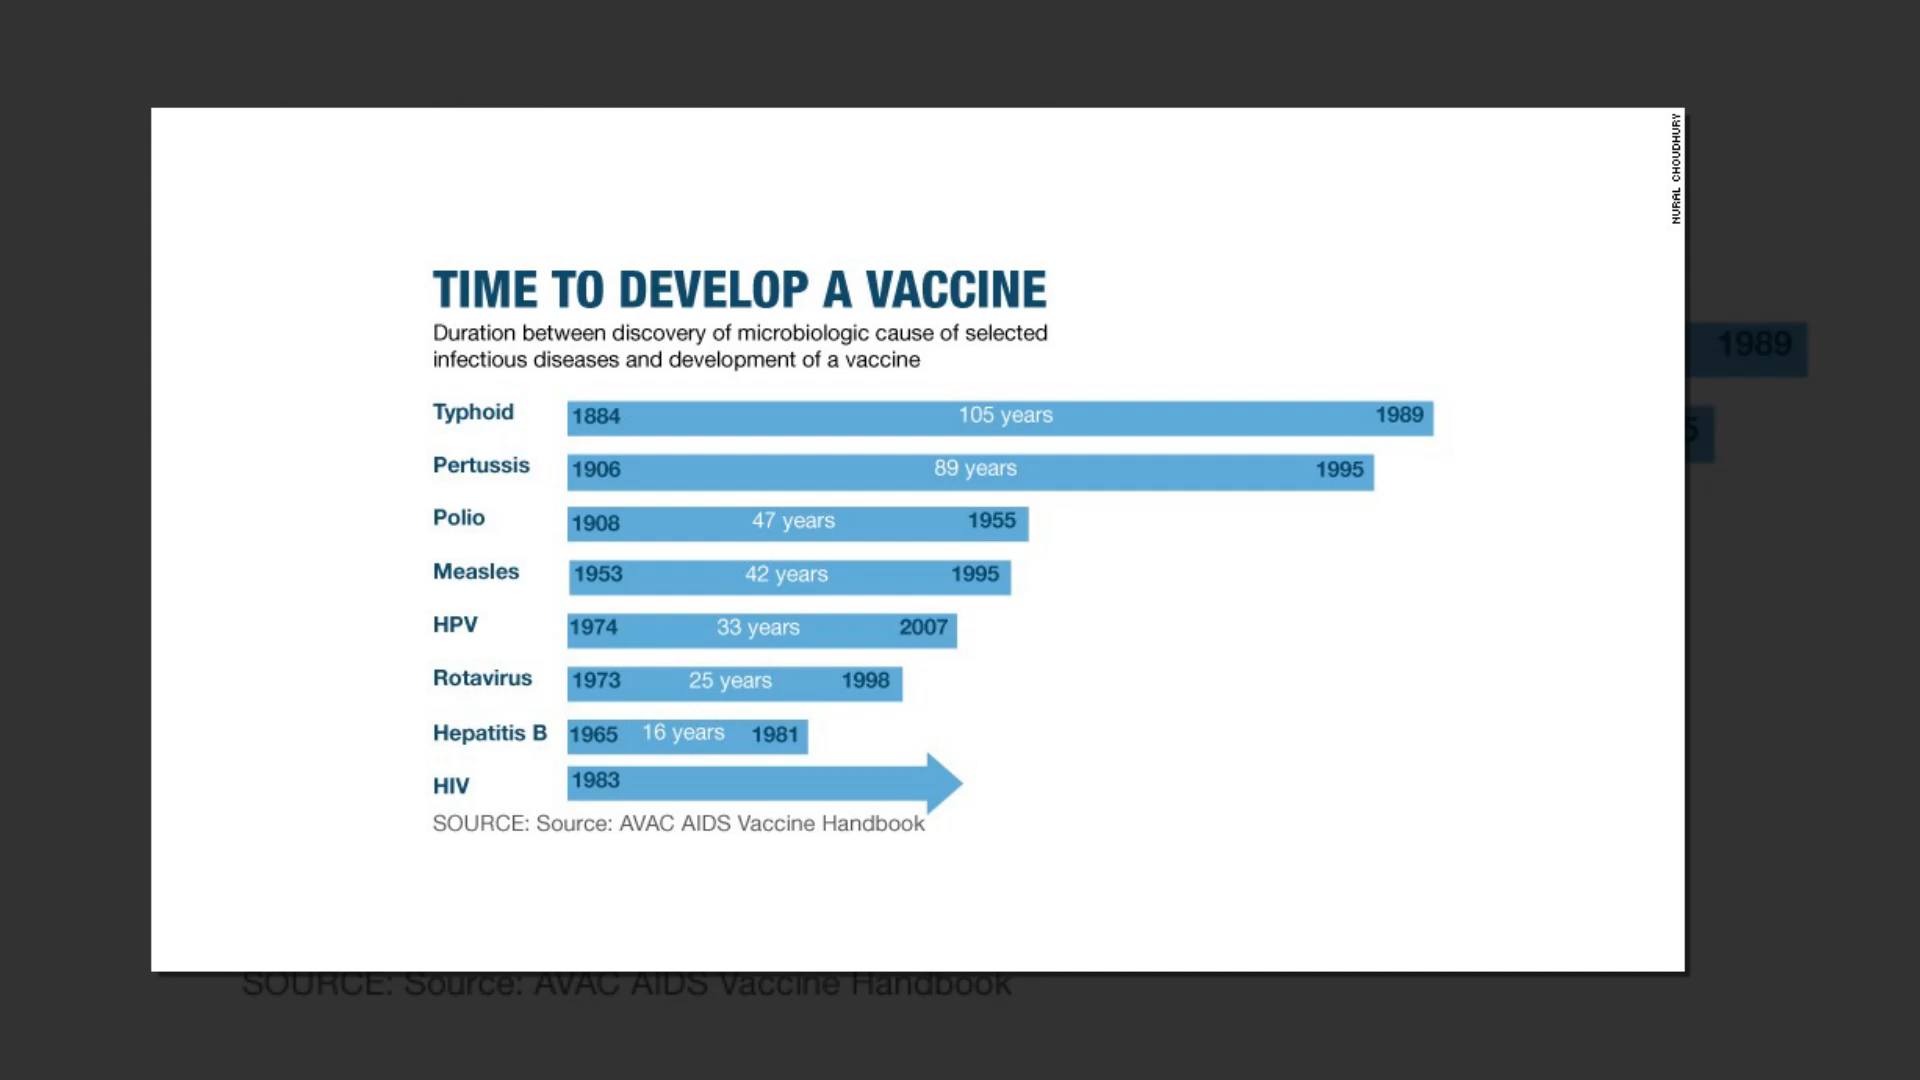 NURAL CHOUDHURY
TIME TO DEVELOP A VACCINE
Duration between discovery of microbiologic cause of selected
infectious diseases and development of a vaccine
Typhoid 1884 105 years 1989
Pertussis 1906 89 years 1995
Polio 1908 47 years 1955
Measles 1953 42 years 1995
HPV 1974 33 years 2007
Rotavirus 1973 25 years 1998
Hepatitis B 1965 16 years 1981
HIV 1983
SOURCE: Source: AVAC AIDS Vaccine Handbook
1989
5
SOURCE: Source: AVAC AIDS Vaccine Handbook